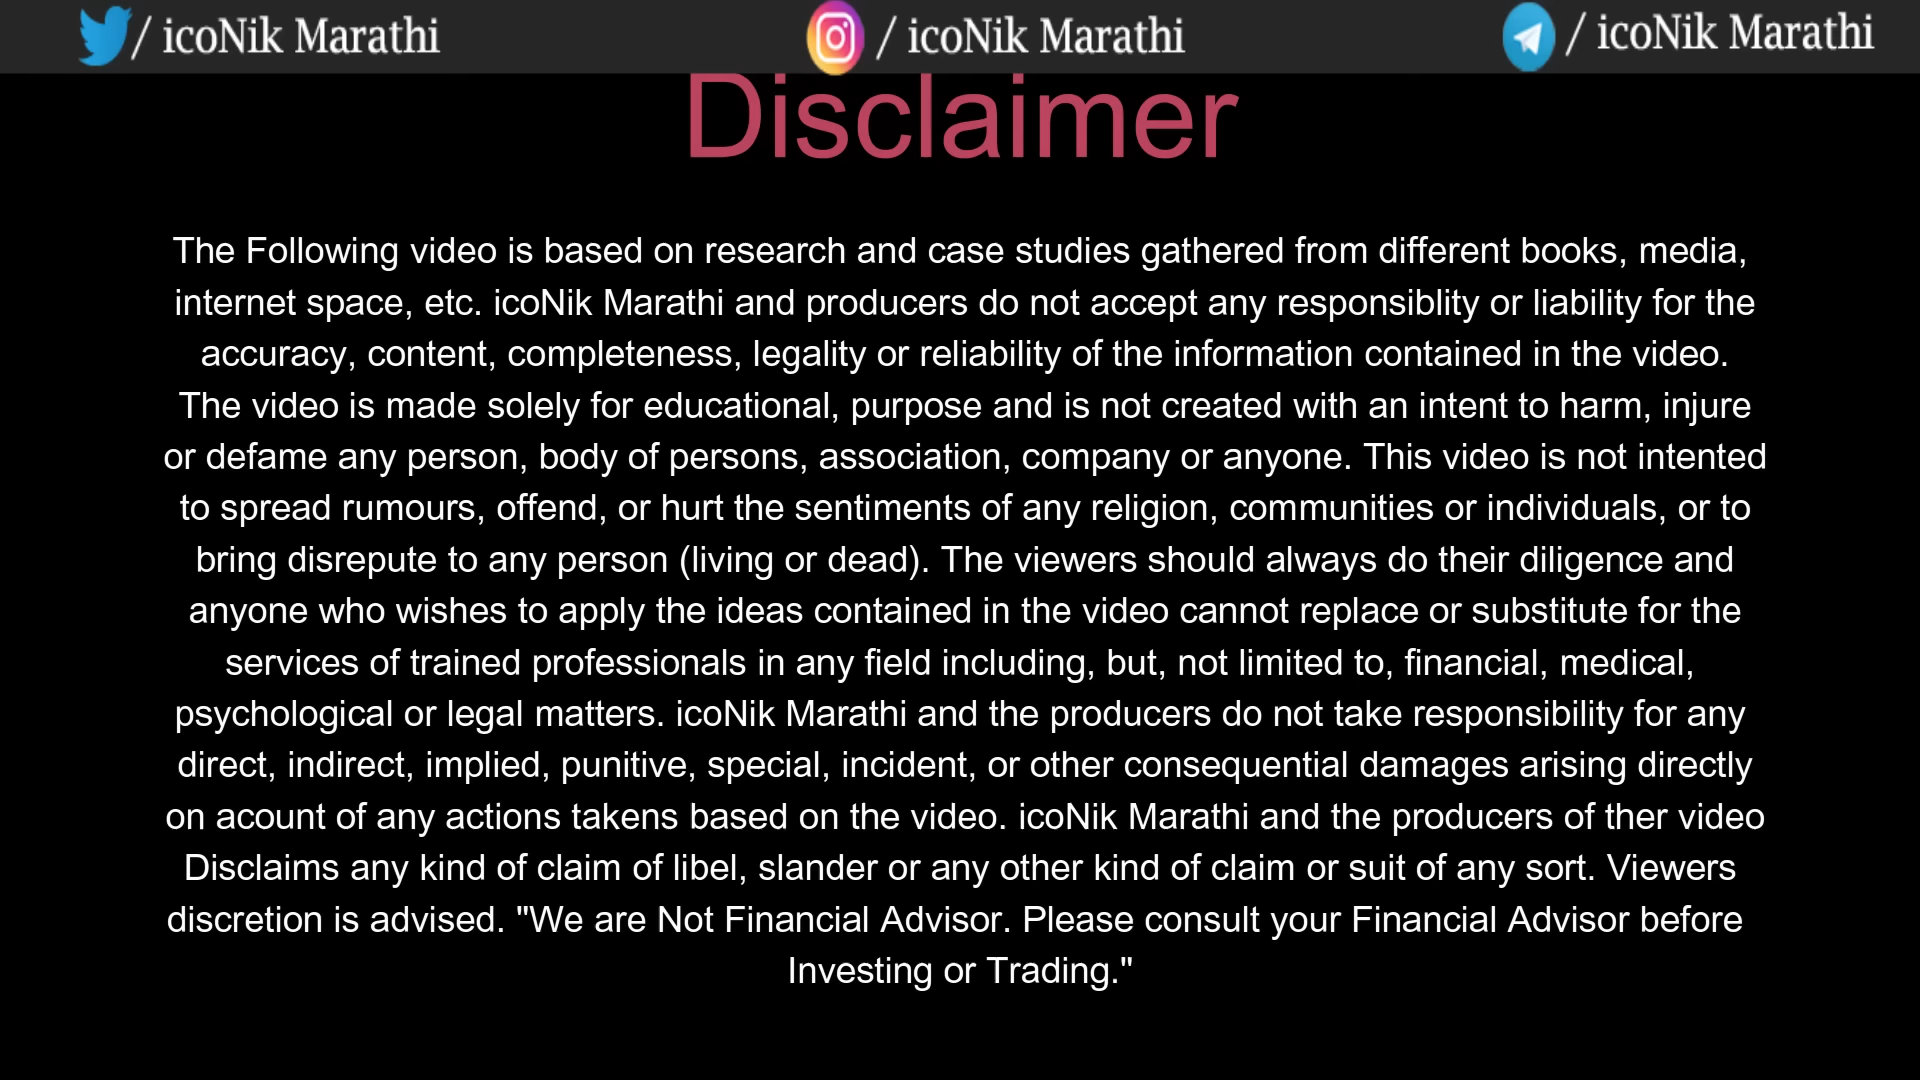 / icoNik Marathi / icoNik Marathi / icoNik Marathi
Disclaimer
The Following video is based on research and case studies gathered from different books, media,
internet space, etc. icoNik Marathi and producers do not accept any responsiblity or liability for the
accuracy, content, completeness, legality or reliability of the information contained in the video.
The video is made solely for educational, purpose and is not created with an intent to harm, injure
or defame any person, body of persons, association, company or anyone. This video is not intented
to spread rumours, offend, or hurt the sentiments of any religion, communities or individuals, or to
bring disrepute to any person (living or dead). The viewers should always do their diligence and
anyone who wishes to apply the ideas contained in the video cannot replace or substitute for the
services of trained professionals in any field including, but, not limited to, financial, medical,
psychological or legal matters. icoNik Marathi and the producers do not take responsibility for any
direct, indirect, implied, punitive, special, incident, or other consequential damages arising directly
on acount of any actions takens based on the video. icoNik Marathi and the producers of ther video
Disclaims any kind of claim of libel, slander or any other kind of claim or suit of any sort. Viewers
discretion is advised. "We are Not Financial Advisor. Please consult your Financial Advisor before
Investing or Trading."